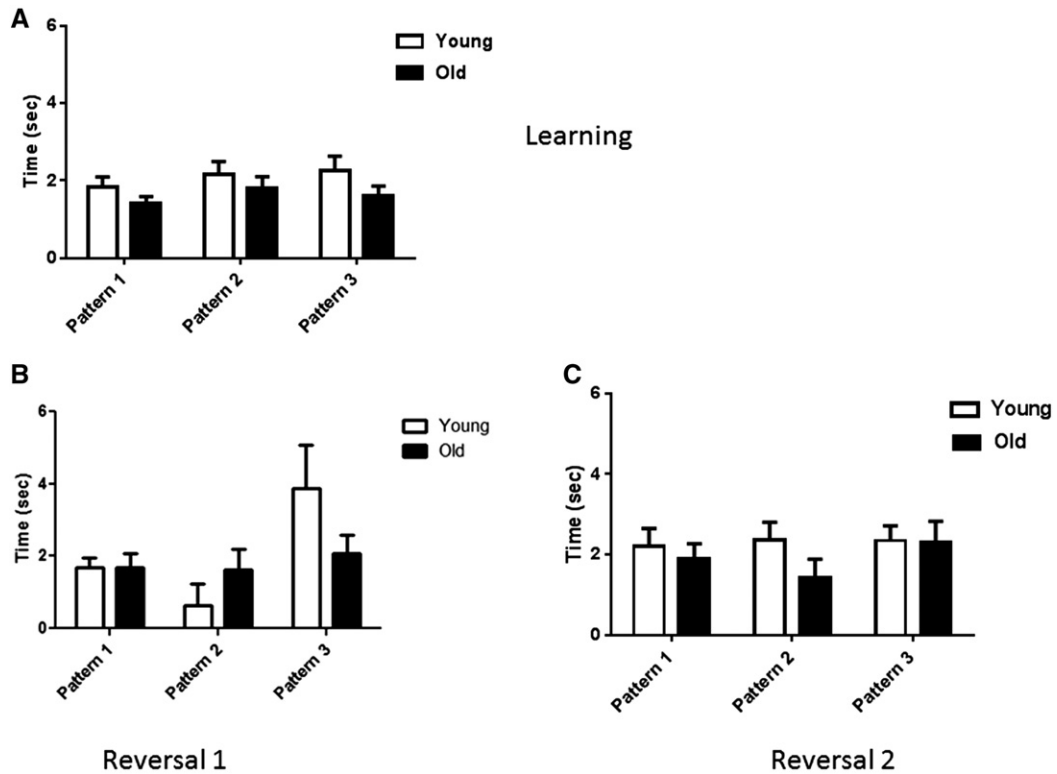 A
6
4
2
0
Time (sec)
Young
Old
Pattern 1
Pattern 2
Pattern 3
Learning
B
6
4
2
0
Time (sec)
Young
Old
Pattern 1
Pattern 2
Pattern 3
Reversal 1
C
6
4
2
0
Time (sec)
Young
Old
Pattern 1
Pattern 2
Pattern 3
Reversal 2